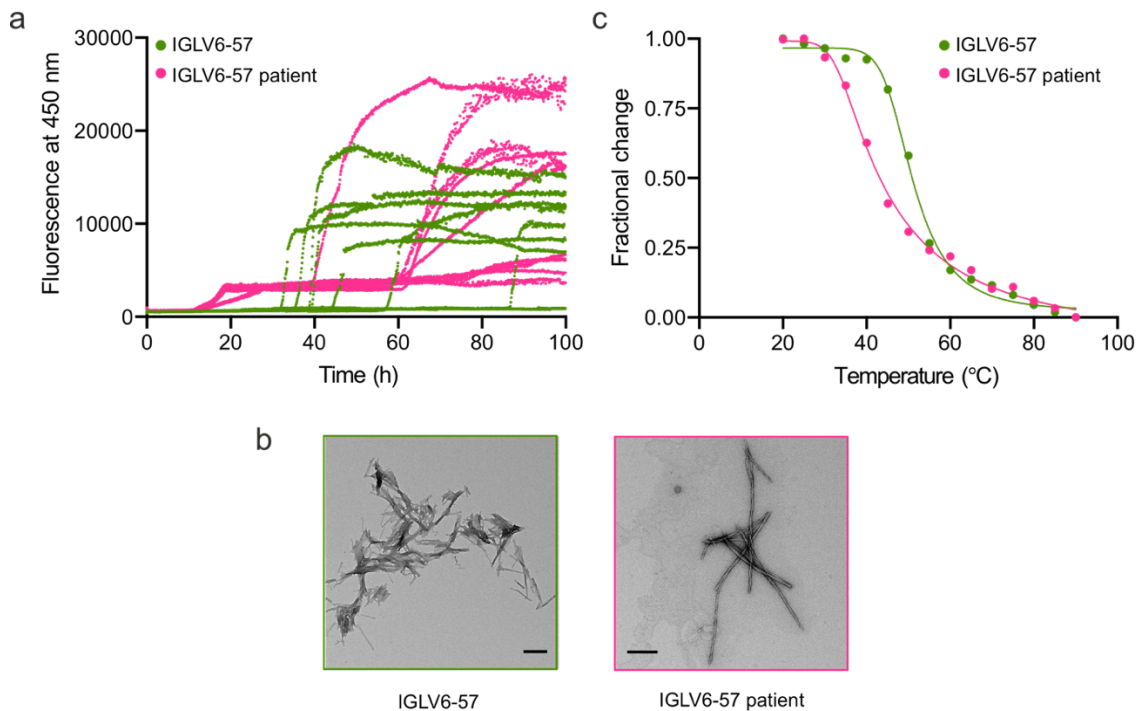 a
30000
20000
10000
0
Fluorescence at 450 nm
IGLV6-57
IGLV6-57 patient
0 20 40 60 80 100
Time (h)
c
1.00
0.75
0.50
0.25
0.00
Fractional change
IGLV6-57
IGLV6-57 patient
0 20 40 60 80 100
Temperature (°C)
b
IGLV6-57
IGLV6-57 patient